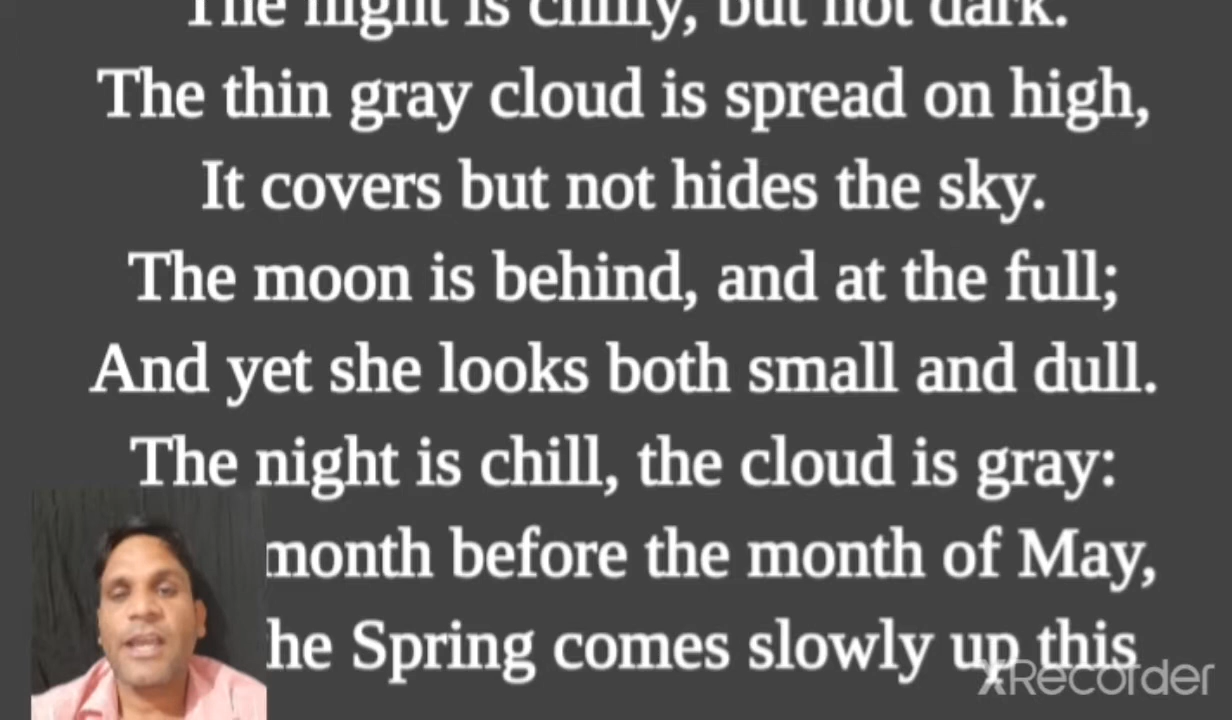 The night is chilly, but not dark.
The thin gray cloud is spread on high,
It covers but not hides the sky.
The moon is behind, and at the full;
And yet she looks both small and dull.
The night is chill, the cloud is gray:
month before the month of May,
he Spring comes slowly up this
XRecorder